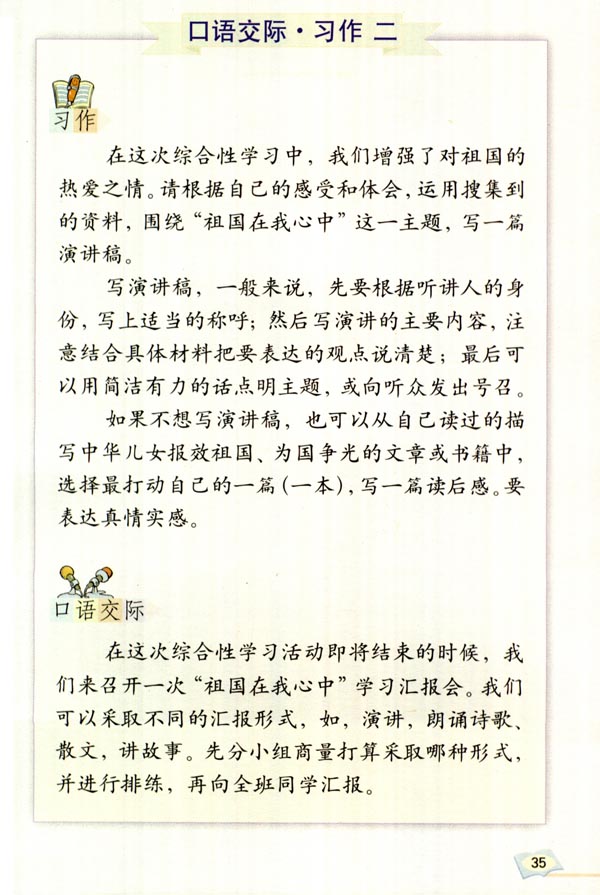 口语交际·习作 二
习作
在这次综合性学习中，我们增强了对祖国的
热爱之情。请根据自己的感受和体会，运用搜集到
的资料，围绕“祖国在我心中”这一主题，写一篇
演讲稿。
写演讲稿，一般来说，先要根据听讲人的身
份，写上适当的称呼；然后写演讲的主要内容，注
意结合具体材料把要表达的观点说清楚；最后可
以用简洁有力的话点明主题，或向听众发出号召。
如果不想写演讲稿，也可以从自己读过的描
写中华儿女报效祖国、为国争光的文章或书籍中，
选择最打动自己的一篇（一本），写一篇读后感。要
表达真情实感。
口语交际
在这次综合性学习活动即将结束的时候，我
们来召开一次“祖国在我心中”学习汇报会。我们
可以采取不同的汇报形式，如，演讲，朗诵诗歌、
散文，讲故事。先分小组商量打算采取哪种形式，
并进行排练，再向全班同学汇报。
35